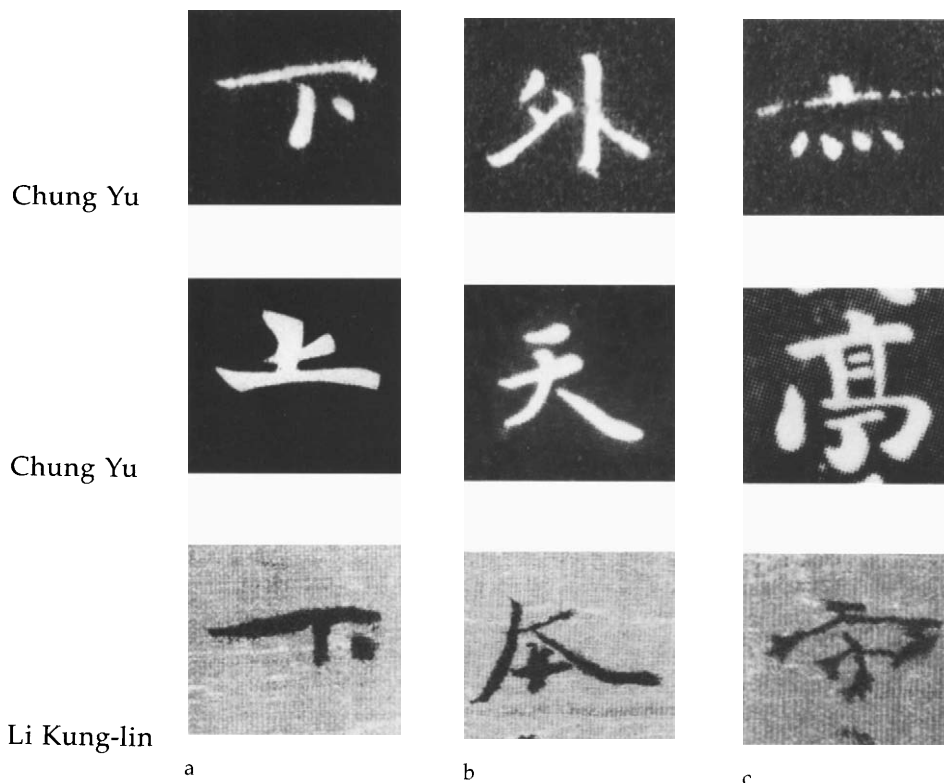 下 外
Chung Yu
上 天
Chung Yu
下
Li Kung-lin
a b c